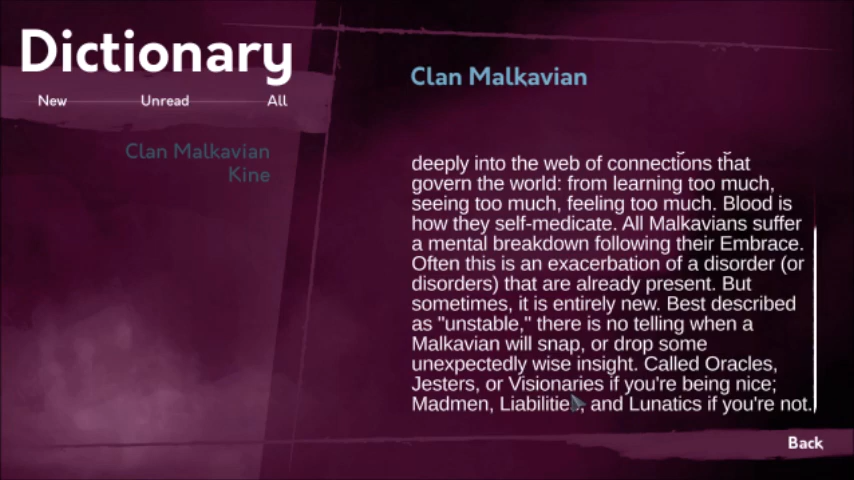 Dictionary
New
Unread
All
Clan Malkavian
Kine
Clan Malkavian
deeply into the web of connections that
govern the world: from learning too much,
seeing too much, feeling too much. Blood is
how they self-medicate. All Malkavians suffer
a mental breakdown following their Embrace.
Often this is an exacerbation of a disorder (or
disorders) that are already present. But
sometimes, it is entirely new. Best described
as "unstable," there is no telling when a
Malkavian will snap, or drop some
unexpectedly wise insight. Called Oracles,
Jesters, or Visionaries if you're being nice;
Madmen, Liabilities, and Lunatics if you're not.
Back